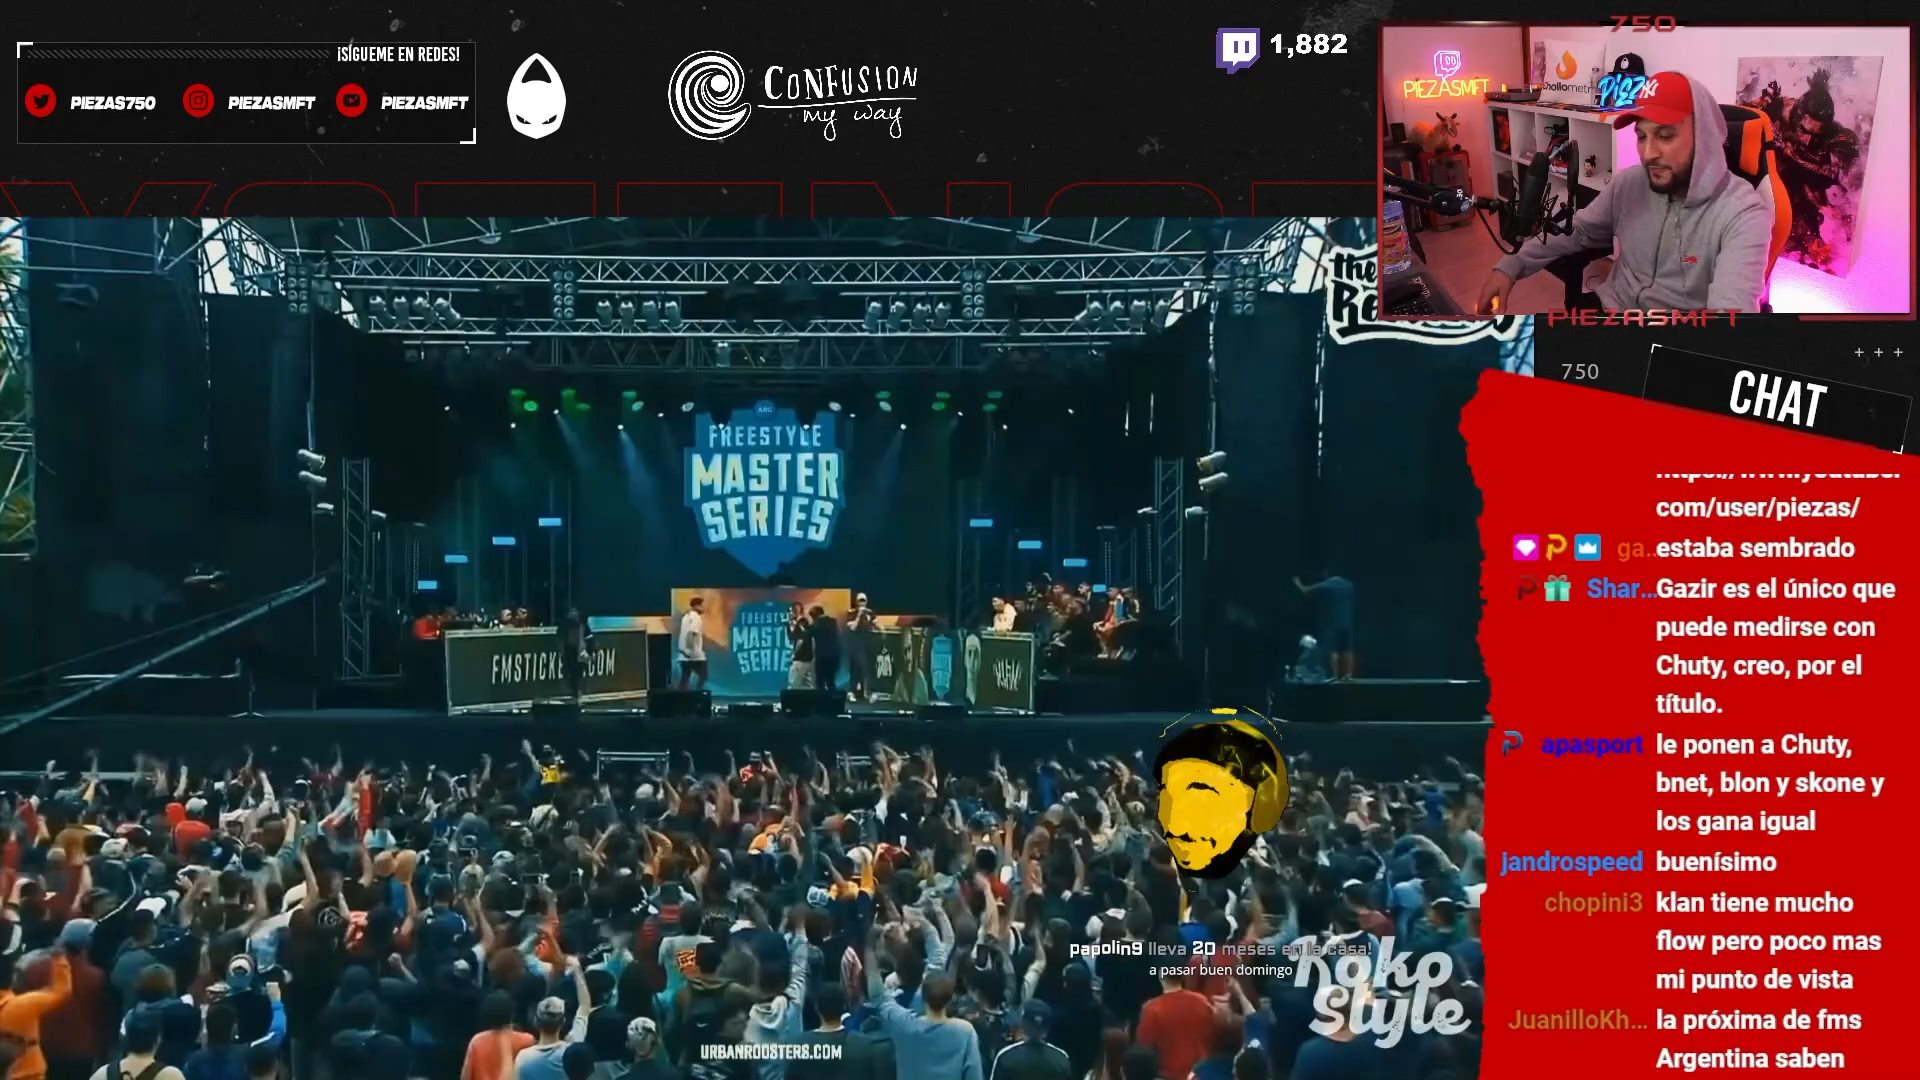 ¡SÍGUEME EN REDES!
PIEZAS750
PIEZASMFT
PIEZASMFT
CONFUSION
my way
1,882
750
PIEZASMFT
PIEZASMFT
750
CHAT
com/user/piezas/
ga.. estaba sembrado
Shar... Gazir es el único que
puede medirse con
Chuty, creo, por el
título.
apasport le ponen a Chuty,
bnet, blon y skone y
los gana igual
jandrospeed buenísimo
chopini3 klan tiene mucho
flow pero poco mas
mi punto de vista
JuanilloKh... la próxima de fms
Argentina saben
ARG
FREESTYLE
MASTER
SERIES
FMSTICKE .COM
papolin9 lleva 20 meses en la casa!
a pasar buen domingo
Koko
Style
URBANROOSTERS.COM